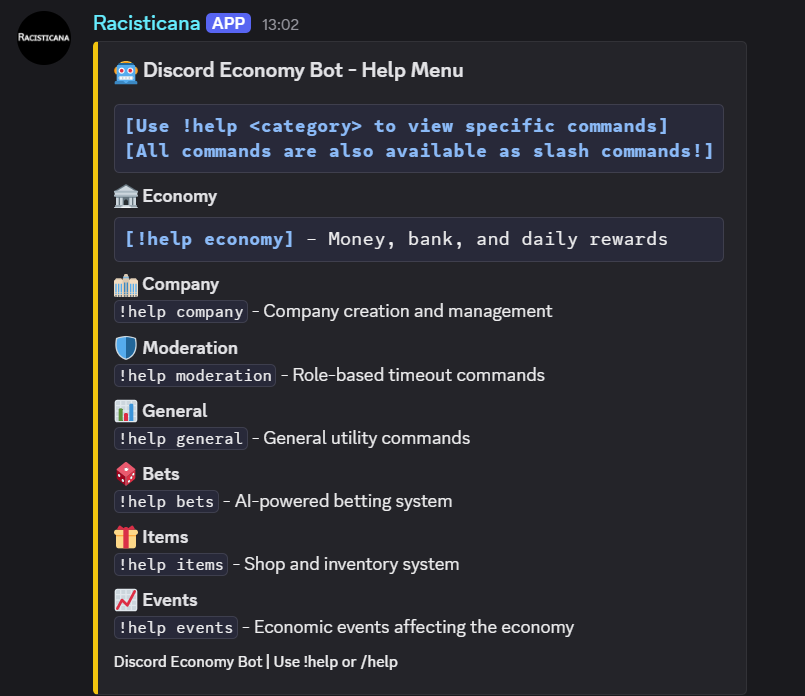 Racisticana APP 13:02
RACISTICANA
Discord Economy Bot - Help Menu
[Use !help <category> to view specific commands]
[All commands are also available as slash commands!]
Economy
[!help economy] - Money, bank, and daily rewards
Company
!help company - Company creation and management
Moderation
!help moderation - Role-based timeout commands
General
!help general - General utility commands
Bets
!help bets - AI-powered betting system
Items
!help items - Shop and inventory system
Events
!help events - Economic events affecting the economy
Discord Economy Bot | Use !help or /help